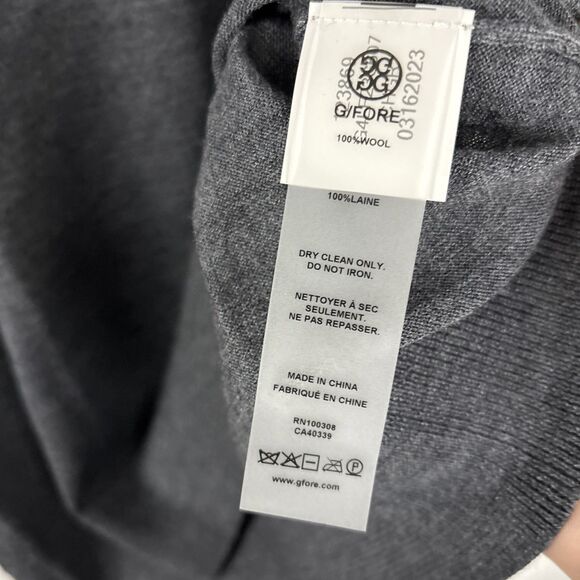 G/FORE
100%WOOL
03162023
100%LAINE
DRY CLEAN ONLY.
DO NOT IRON.
NETTOYER À SEC
SEULEMENT.
NE PAS REPASSER.
MADE IN CHINA
FABRIQUÉ EN CHINE
RN100308
CA40339
P
www.gfore.com